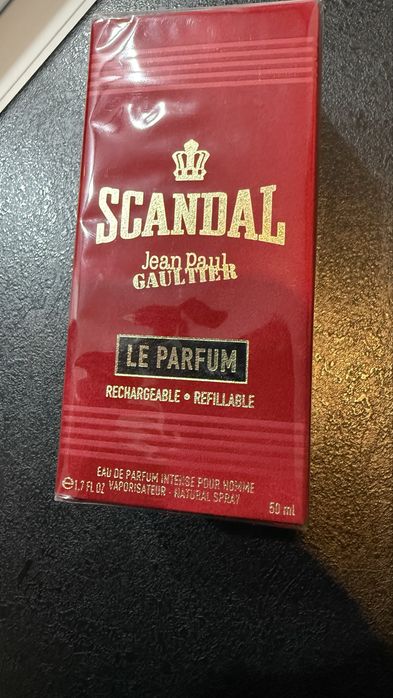 SCANDAL
Jean Paul
GAULTIER
LE PARFUM
RECHARGEABLE • REFILLABLE
EAU DE PARFUM INTENSE POUR HOMME
℮1.7 FL OZ VAPORISATEUR - NATURAL SPRAY
50 ml